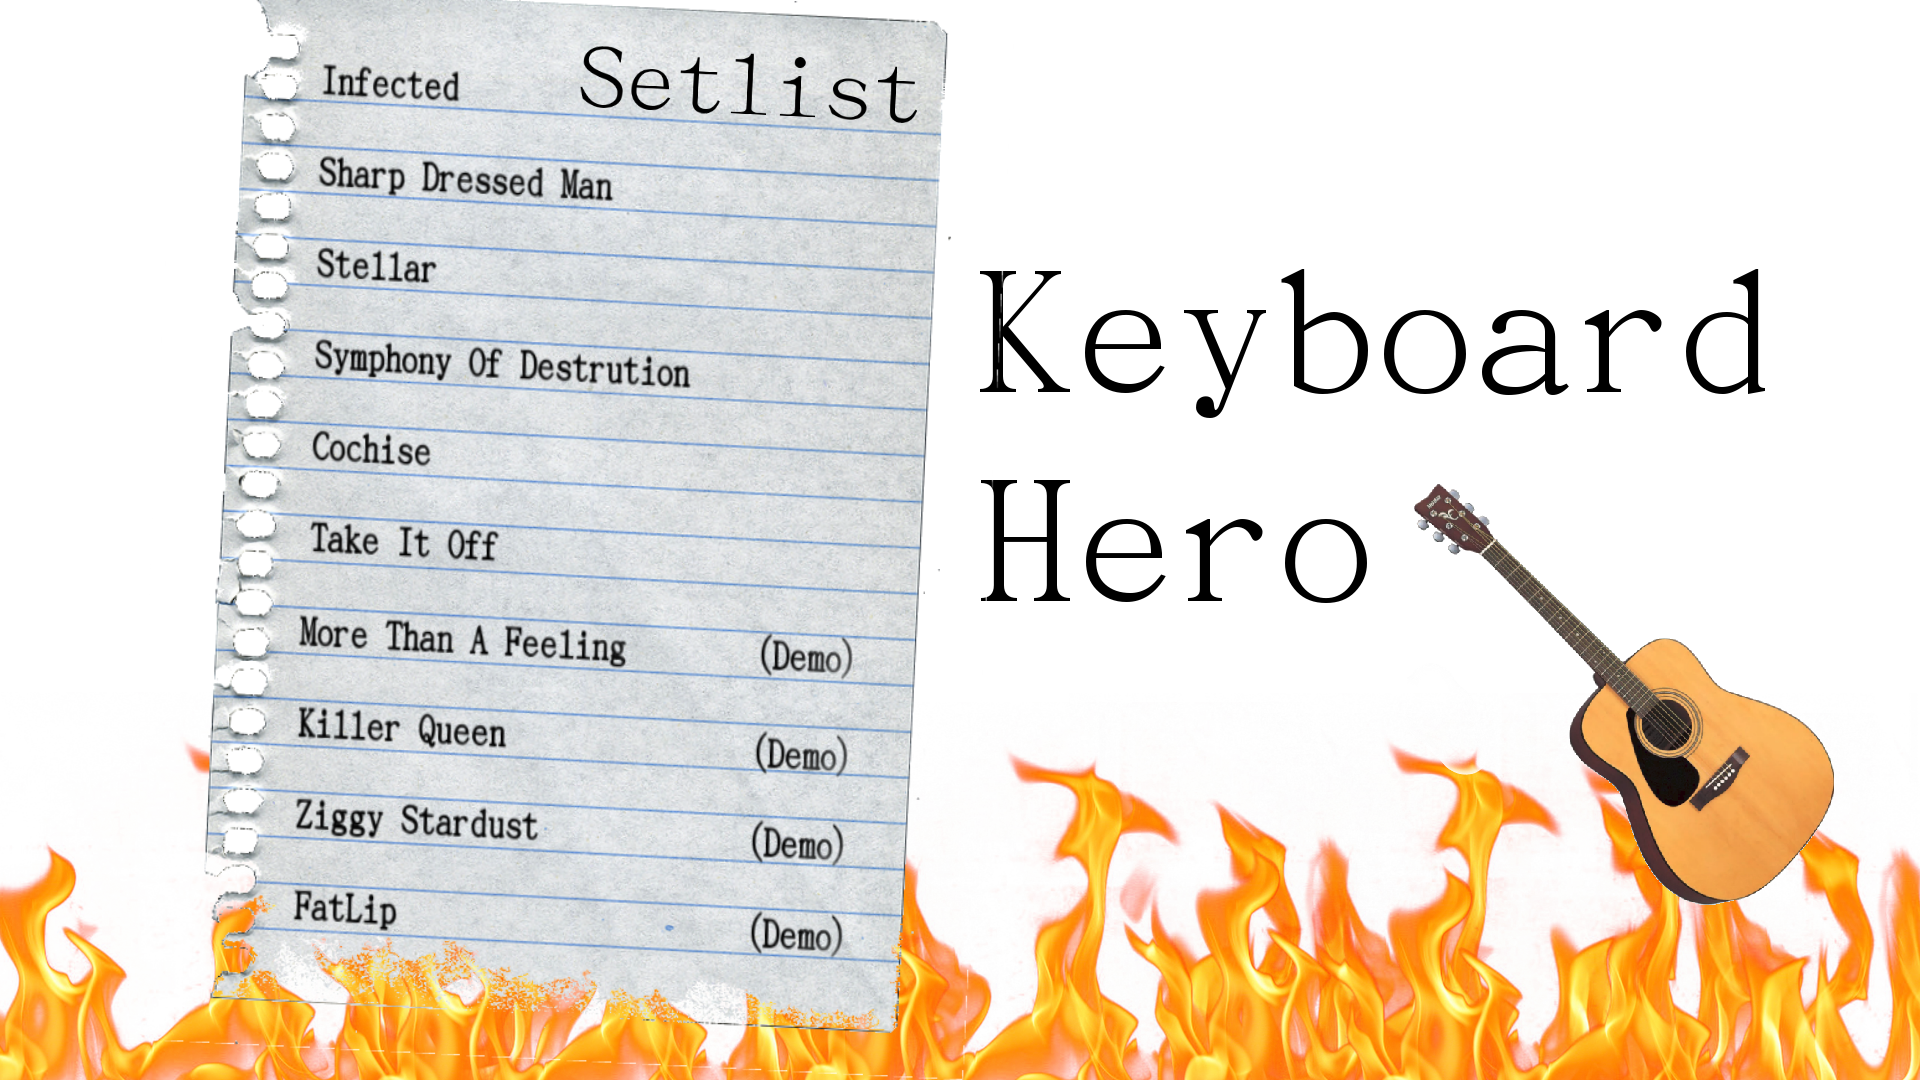 Setlist
Infected
Sharp Dressed Man
Stellar
Symphony Of Destrution
Cochise
Take It Off
More Than A Feeling (Demo)
Killer Queen (Demo)
Ziggy Stardust (Demo)
FatLip (Demo)
Keyboard
Hero